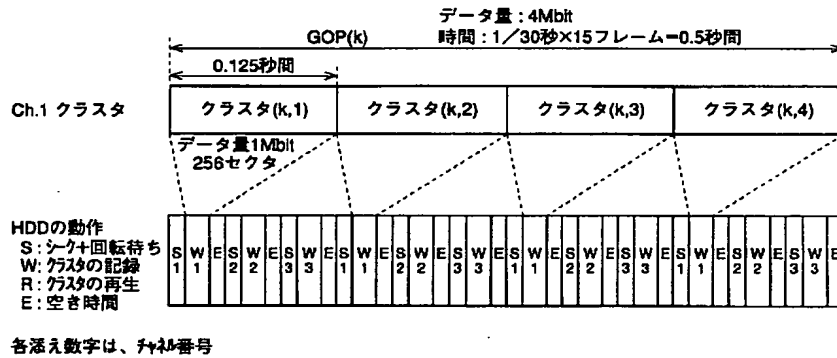 データ量：4Mbit
GOP(k)
時間：1／30秒×15フレーム=0.5秒間
0.125秒間
Ch.1 クラスタ
クラスタ(k,1) クラスタ(k,2) クラスタ(k,3) クラスタ(k,4)
データ量1Mbit
256セクタ
HDDの動作
S：シーク+回転待ち
W：クラスタの記録
R：クラスタの再生
E：空き時間
S W E S W E S W E S W E S W E S W E S W E S W E S W E S W E S W E S W E
1 1 2 2 3 3 1 1 2 2 3 3 1 1 2 2 3 3 1 1 2 2 3 3
各添え数字は、チャネル番号